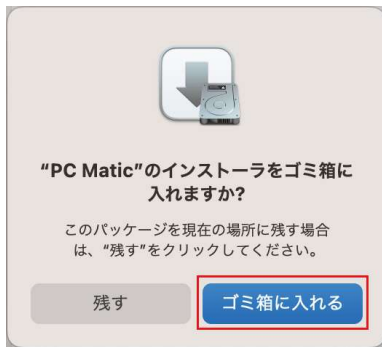 “PC Matic”のインストーラをゴミ箱に
入れますか?
このパッケージを現在の場所に残す場合
は、“残す”をクリックしてください。
残す
ゴミ箱に入れる